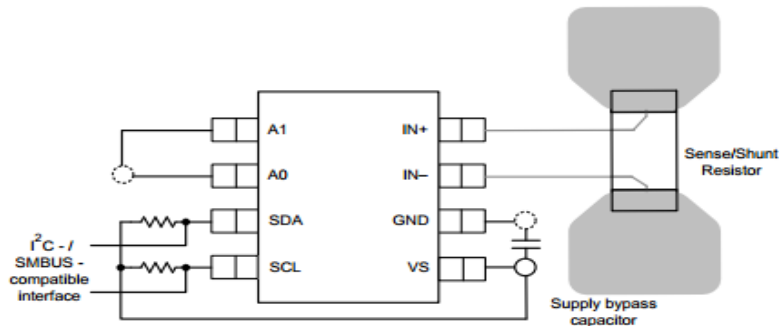 A1
IN+
A0
IN–
SDA
GND
SCL
VS
I²C - /
SMBUS -
compatible
interface
Sense/Shunt
Resistor
Supply bypass
capacitor